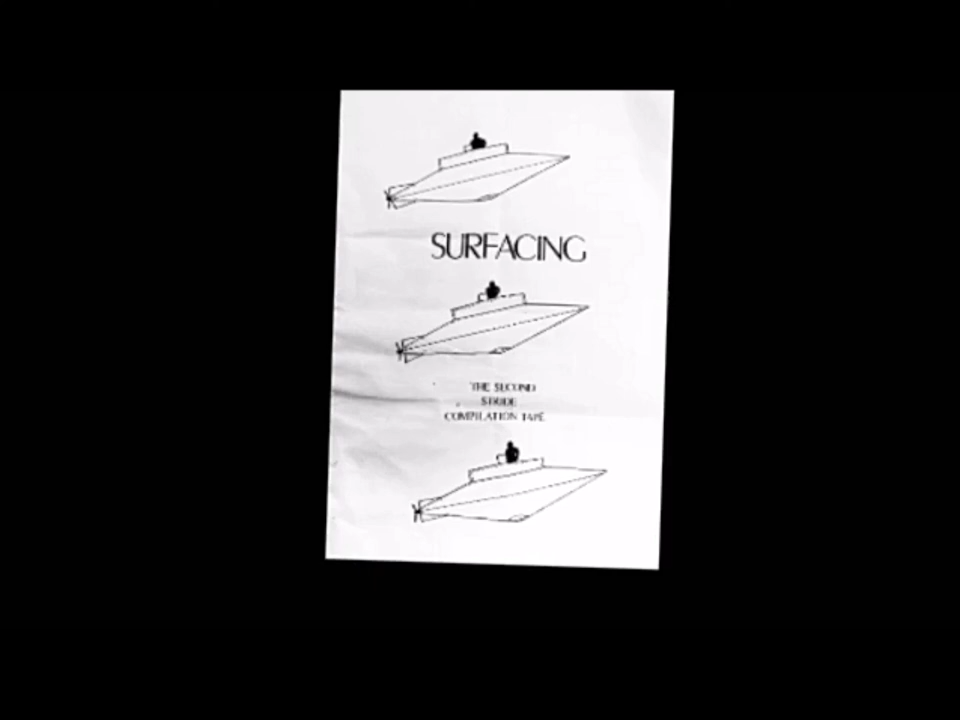 SURFACING
THE SECOND
STRIDE
COMPILATION TAPE